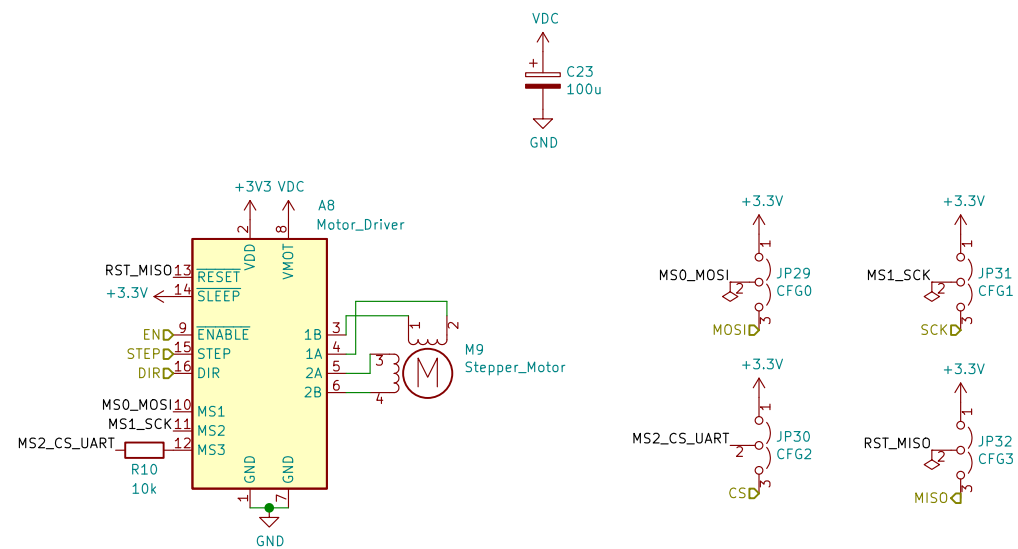 VDC
+
C23
100u
GND
+3V3 VDC
A8
Motor_Driver
2
8
VDD
VMOT
RST_MISO 13 RESET
+3.3V 14 SLEEP
EN 9 ENABLE
STEP 15 STEP
DIR 16 DIR
MS0_MOSI 10 MS1
MS1_SCK 11 MS2
MS2_CS_UART 12 MS3
R10
10k
1B 3
1A 4
2A 5
2B 6
1
2
3
4
M
M9
Stepper_Motor
GND
GND
1
7
GND
+3.3V
1
MS0_MOSI
2
JP29
CFG0
3
MOSI
+3.3V
1
MS1_SCK
2
JP31
CFG1
3
SCK
+3.3V
1
MS2_CS_UART
2
JP30
CFG2
3
CS
+3.3V
1
RST_MISO
2
JP32
CFG3
3
MISO